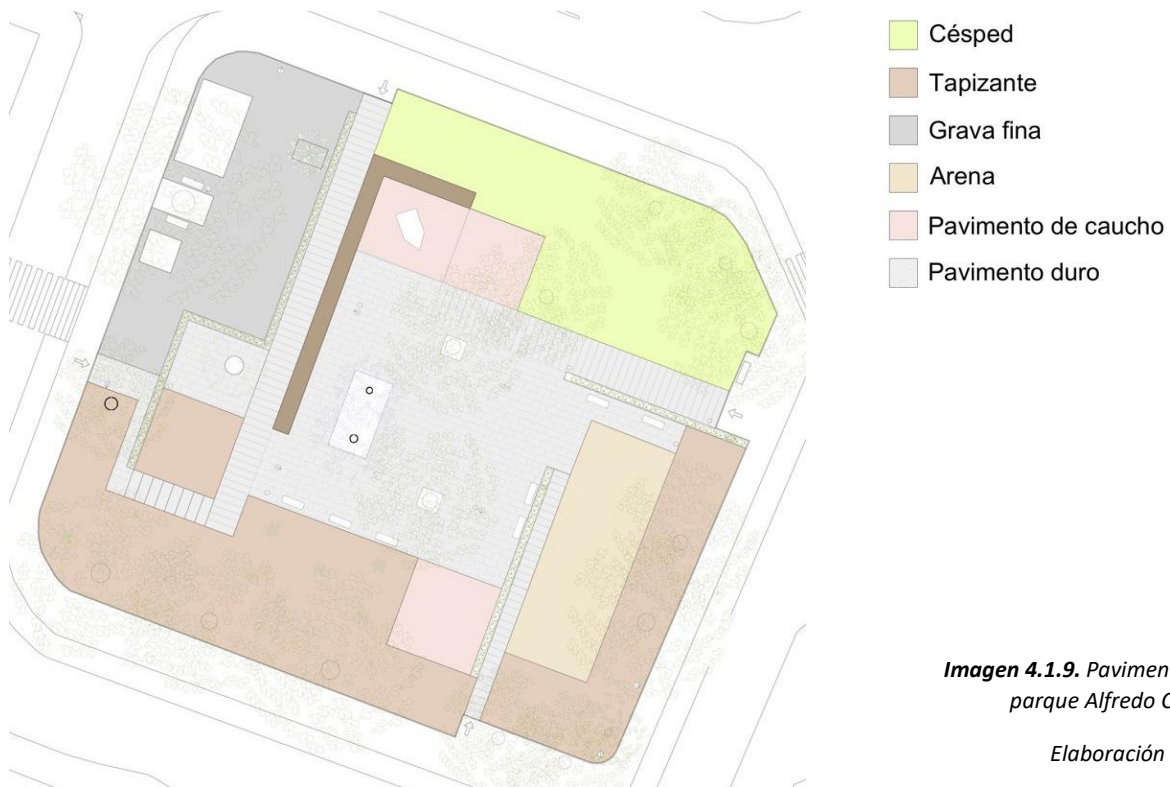 Césped
Tapizante
Grava fina
Arena
Pavimento de caucho
Pavimento duro
Imagen 4.1.9. Pavimen
parque Alfredo C
Elaboración